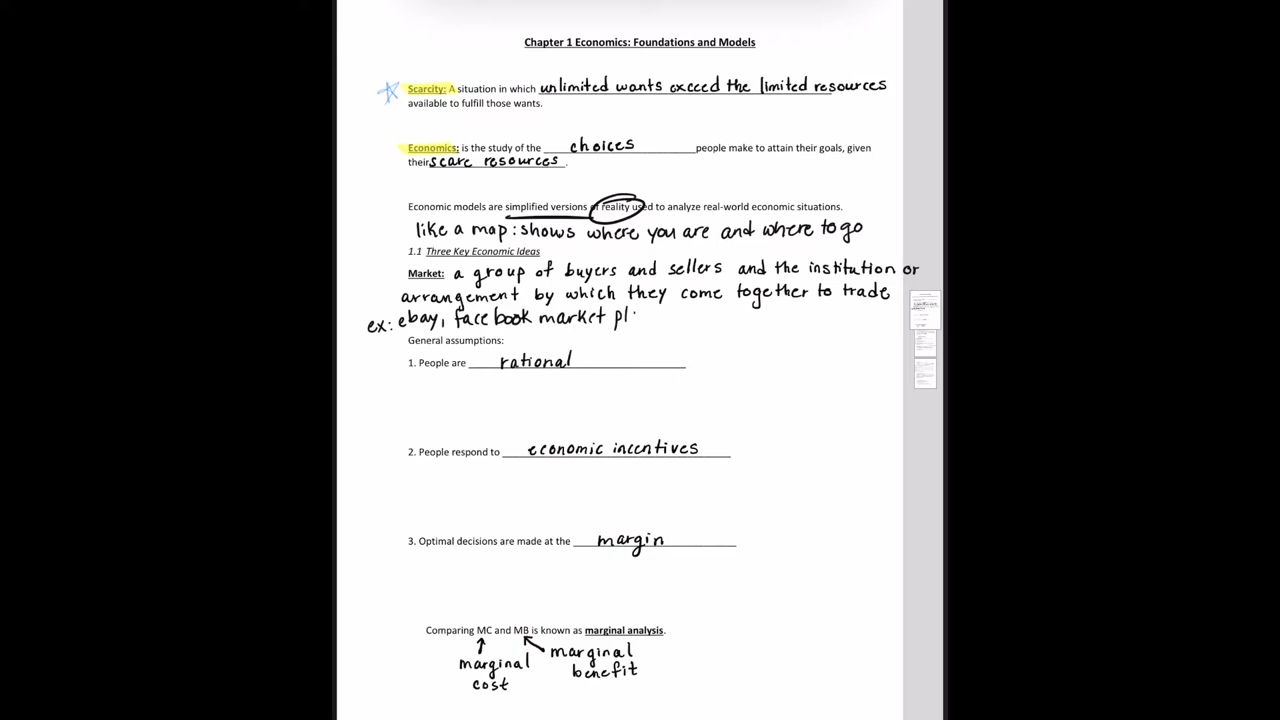 Chapter 1 Economics: Foundations and Models
Scarcity: A situation in which unlimited wants exceed the limited resources
available to fulfill those wants.
Economics: is the study of the choices people make to attain their goals, given
their scarc resources.
Economic models are simplified versions of reality used to analyze real-world economic situations.
like a map: shows where you are and where to go
1.1 Three Key Economic Ideas
Market: a group of buyers and sellers and the institution or
arrangement by which they come together to trade
ex: ebay, facebook market pl
General assumptions:
1. People are rational
2. People respond to economic incentives
3. Optimal decisions are made at the margin
Comparing MC and MB is known as marginal analysis.
marginal cost
marginal benefit